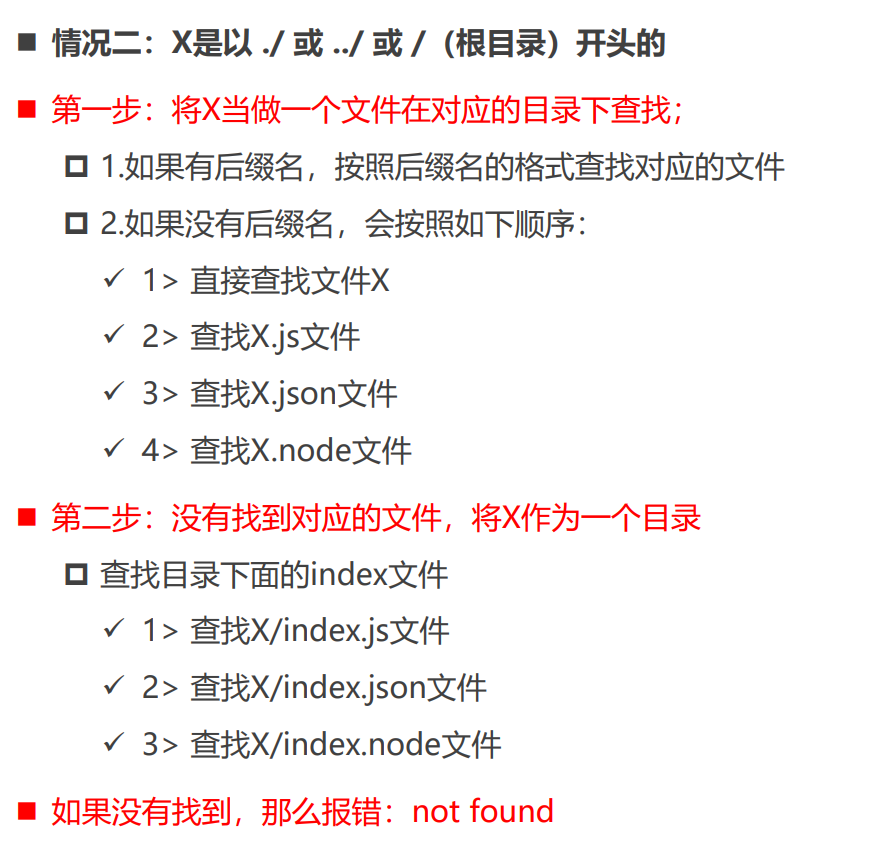 情况二：X是以 ./ 或 ../ 或 /（根目录）开头的
第一步：将X当做一个文件在对应的目录下查找；
1.如果有后缀名，按照后缀名的格式查找对应的文件
2.如果没有后缀名，会按照如下顺序：
1> 直接查找文件X
2> 查找X.js文件
3> 查找X.json文件
4> 查找X.node文件
第二步：没有找到对应的文件，将X作为一个目录
查找目录下面的index文件
1> 查找X/index.js文件
2> 查找X/index.json文件
3> 查找X/index.node文件
如果没有找到，那么报错：not found